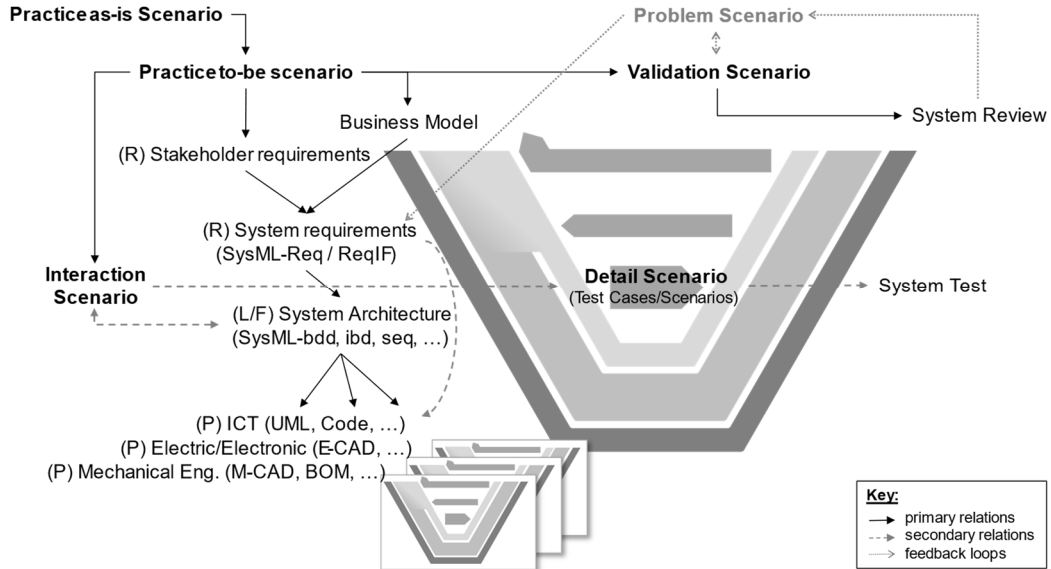 Practice as-is Scenario
Problem Scenario
Practice to-be scenario
Validation Scenario
Business Model
System Review
(R) Stakeholder requirements
(R) System requirements
(SysML-Req / ReqIF)
Interaction
Scenario
Detail Scenario
(Test Cases/Scenarios)
System Test
(L/F) System Architecture
(SysML-bdd, ibd, seq, …)
(P) ICT (UML, Code, …)
(P) Electric/Electronic (E-CAD, …)
(P) Mechanical Eng. (M-CAD, BOM, …)
Key:
primary relations
secondary relations
feedback loops